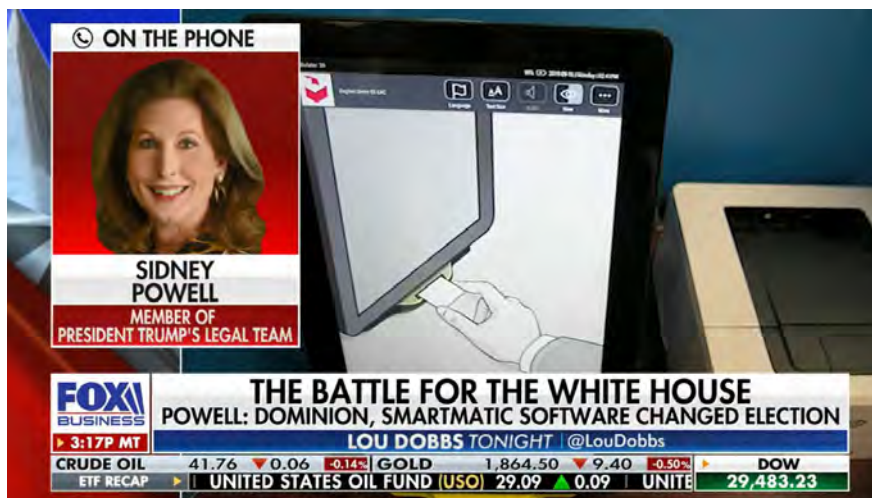 ON THE PHONE
SIDNEY
POWELL
MEMBER OF
PRESIDENT TRUMP'S LEGAL TEAM
Language
Text Size
View
More
FOX
BUSINESS
3:17P MT
THE BATTLE FOR THE WHITE HOUSE
POWELL: DOMINION, SMARTMATIC SOFTWARE CHANGED ELECTION
LOU DOBBS TONIGHT @LouDobbs
CRUDE OIL 41.76 ▼0.06 -0.14% GOLD 1,864.50 ▼9.40 -0.50% DOW
ETF RECAP UNITED STATES OIL FUND (USO) 29.09 ▲0.09 UNITE 29,483.23